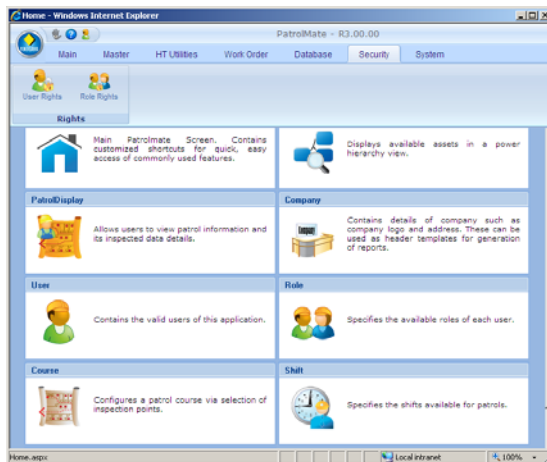 Home - Windows Internet Explorer
PatrolMate - R3.00.00
Main Master HT Utilities Work Order Database Security System
User Rights Role Rights
Rights
Main Patrolmate Screen. Contains
customized shortcuts for quick, easy
access of commonly used features.
Displays available assets in a power
hierarchy view.
PatrolDisplay
Allows users to view patrol information and
its inspected data details.
Company
Company
Contains details of company such as
company logo and address. These can be
used as header templates for generation
of reports.
User
Contains the valid users of this application.
Role
Specifies the available roles of each user.
Course
Configures a patrol course via selection of
inspection points.
Shift
Specifies the shifts available for patrols.
Home.aspx Local intranet 100%